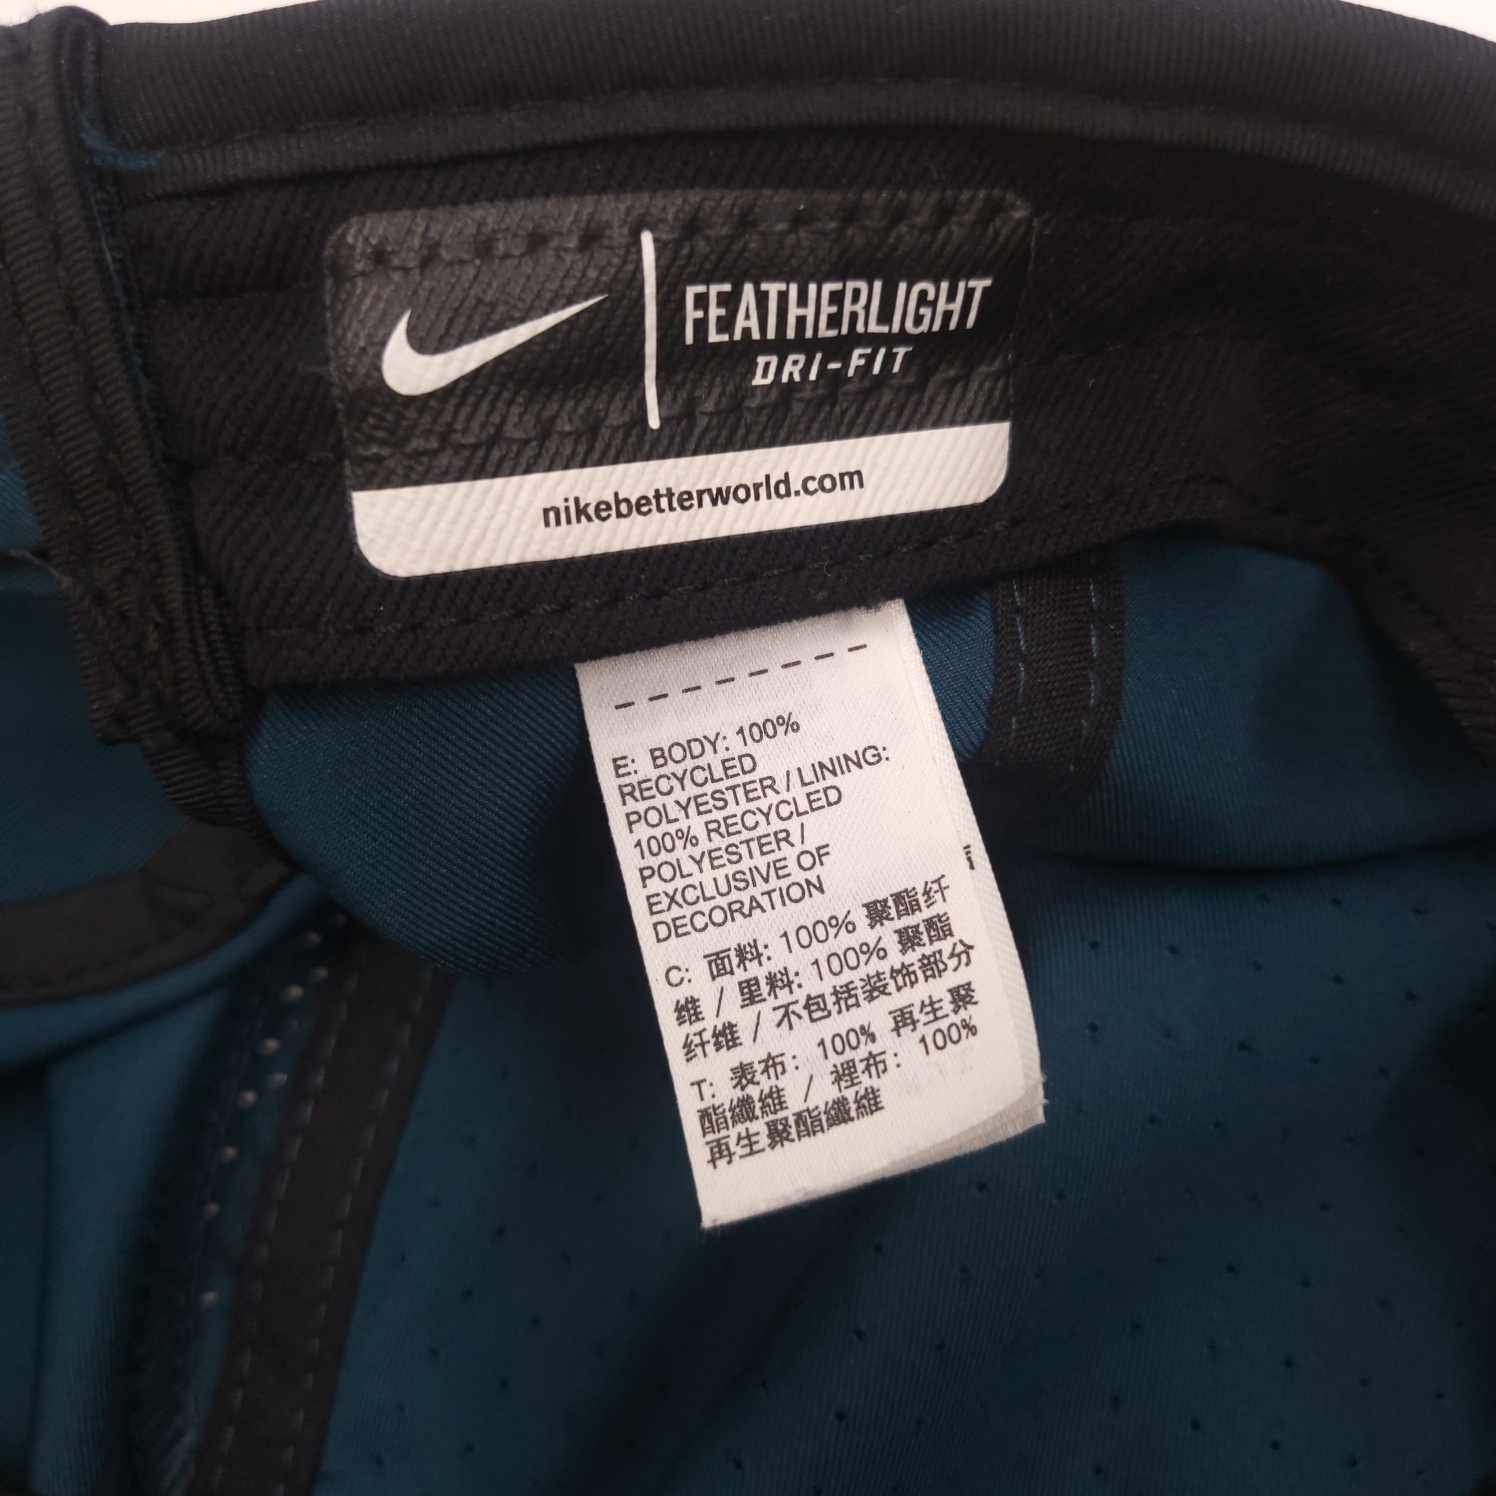 FEATHERLIGHT
DRI-FIT
nikebetterworld.com
E: BODY: 100%
RECYCLED
POLYESTER / LINING:
100% RECYCLED
POLYESTER /
EXCLUSIVE OF
DECORATION
C: 面料: 100% 聚酯纤
维 / 里料: 100% 聚酯
纤维 / 不包括装饰部分
T: 表布: 100% 再生聚
酯纖維 / 裡布: 100%
再生聚酯纖維